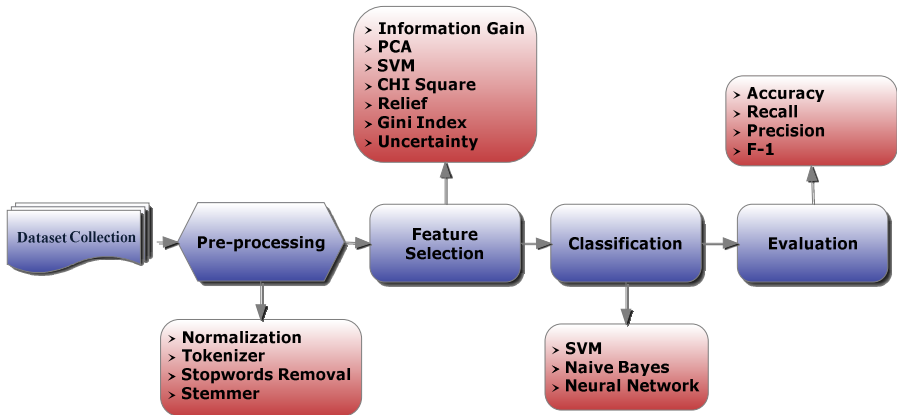 Information Gain
PCA
SVM
CHI Square
Relief
Gini Index
Uncertainty
Accuracy
Recall
Precision
F-1
Dataset Collection
Pre-processing
Feature
Selection
Classification
Evaluation
Normalization
Tokenizer
Stopwords Removal
Stemmer
SVM
Naive Bayes
Neural Network